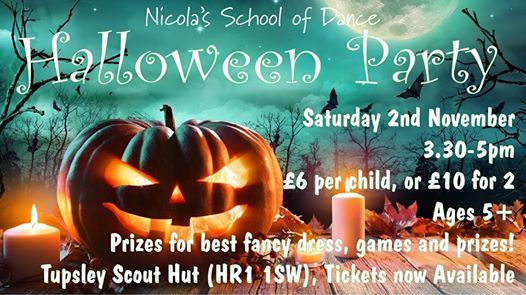 Nicola's School of Dance
Halloween Party
Saturday 2nd November
3.30-5pm
£6 per child, or £10 for 2
Ages 5+
Prizes for best fancy dress, games and prizes!
Tupsley Scout Hut (HR1 1SW), Tickets now Available